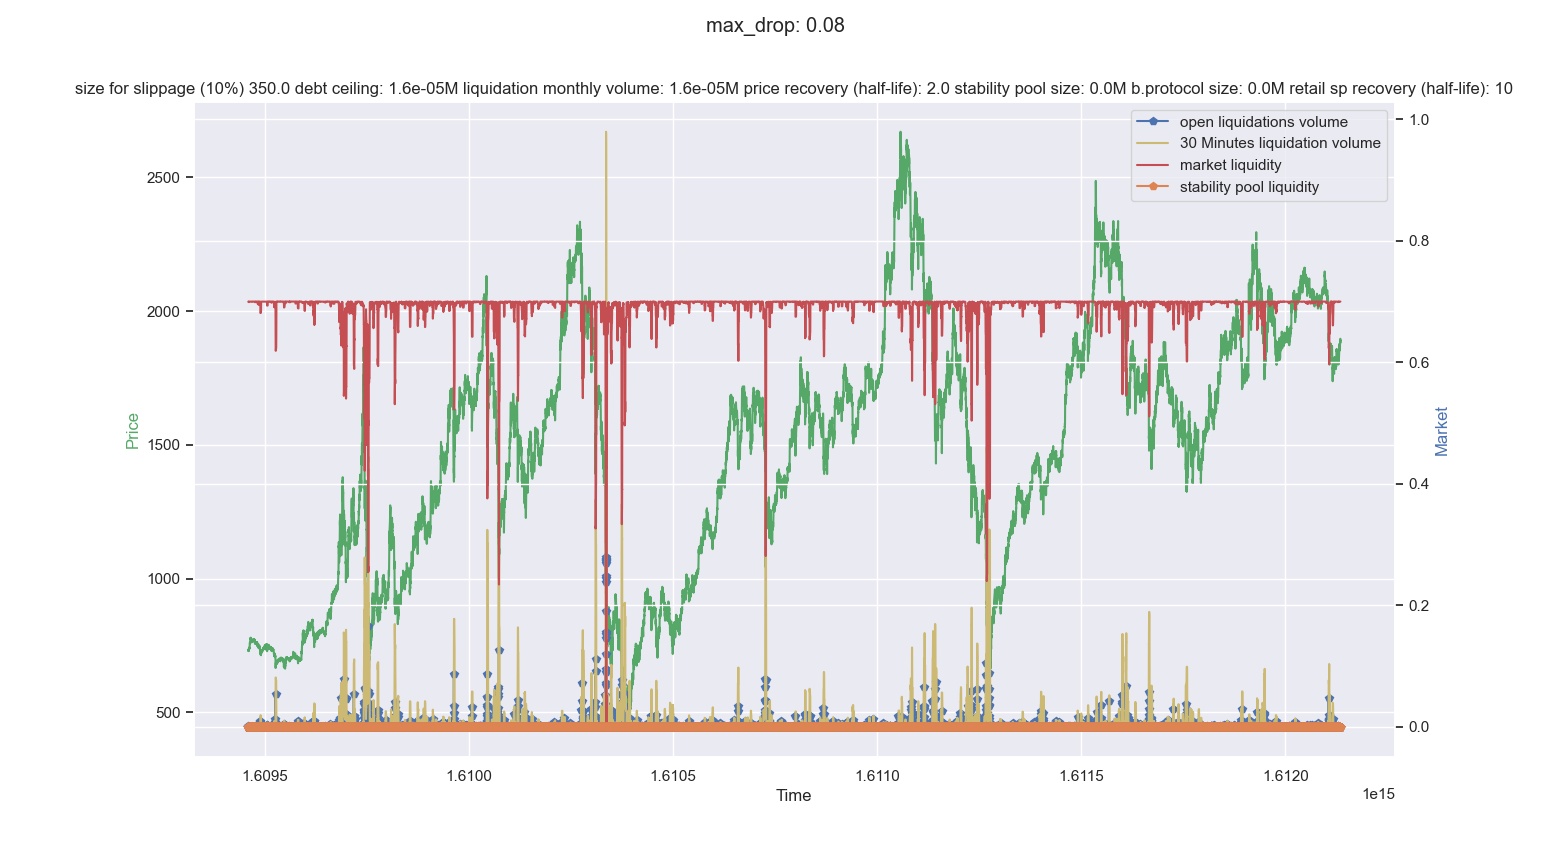 max_drop: 0.08
size for slippage (10%) 350.0 debt ceiling: 1.6e-05M liquidation monthly volume: 1.6e-05M price recovery (half-life): 2.0 stability pool size: 0.0M b.protocol size: 0.0M retail sp recovery (half-life): 10
open liquidations volume
30 Minutes liquidation volume
market liquidity
stability pool liquidity
2500
2000
1500
1000
500
Price
1.0
0.8
0.6
0.4
0.2
0.0
Market
1.6095
1.6100
1.6105
1.6110
1.6115
1.6120
1e15
Time